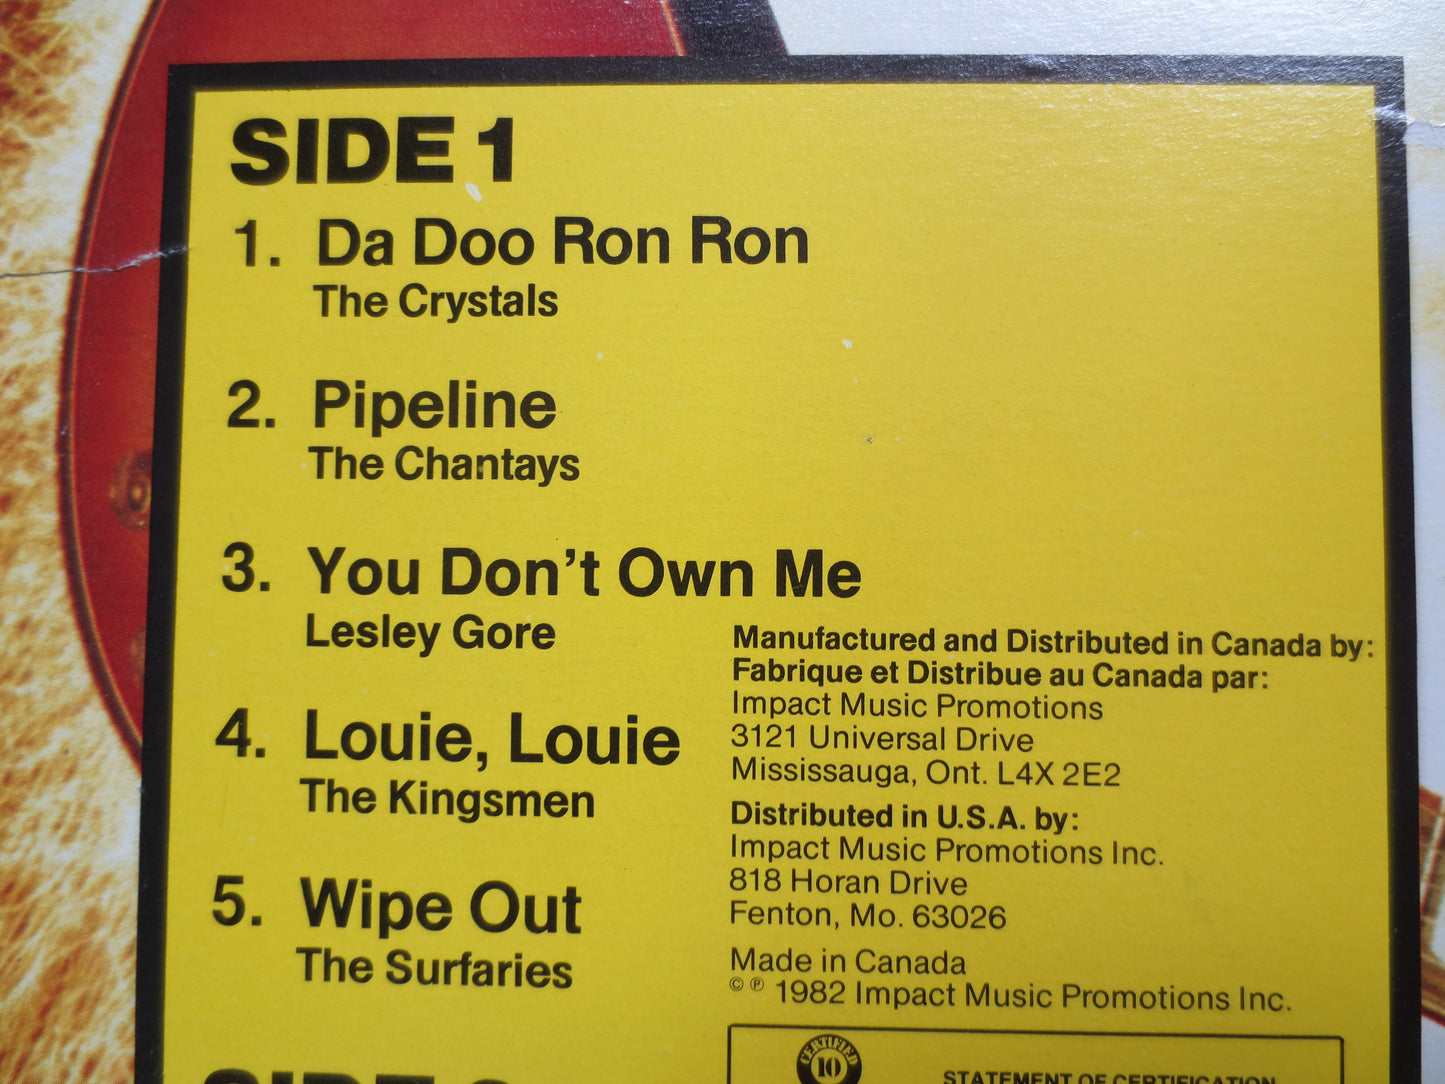 SIDE 1
1. Da Doo Ron Ron
The Crystals
2. Pipeline
The Chantays
3. You Don't Own Me
Lesley Gore
4. Louie, Louie
The Kingsmen
5. Wipe Out
The Surfaries
Manufactured and Distributed in Canada by:
Fabrique et Distribue au Canada par:
Impact Music Promotions
3121 Universal Drive
Mississauga, Ont. L4X 2E2
Distributed in U.S.A. by:
Impact Music Promotions Inc.
818 Horan Drive
Fenton, Mo. 63026
Made in Canada
© ℗ 1982 Impact Music Promotions Inc.
CERTIFIED
10
STATEMENT OF CERTIFICATION
SIDE